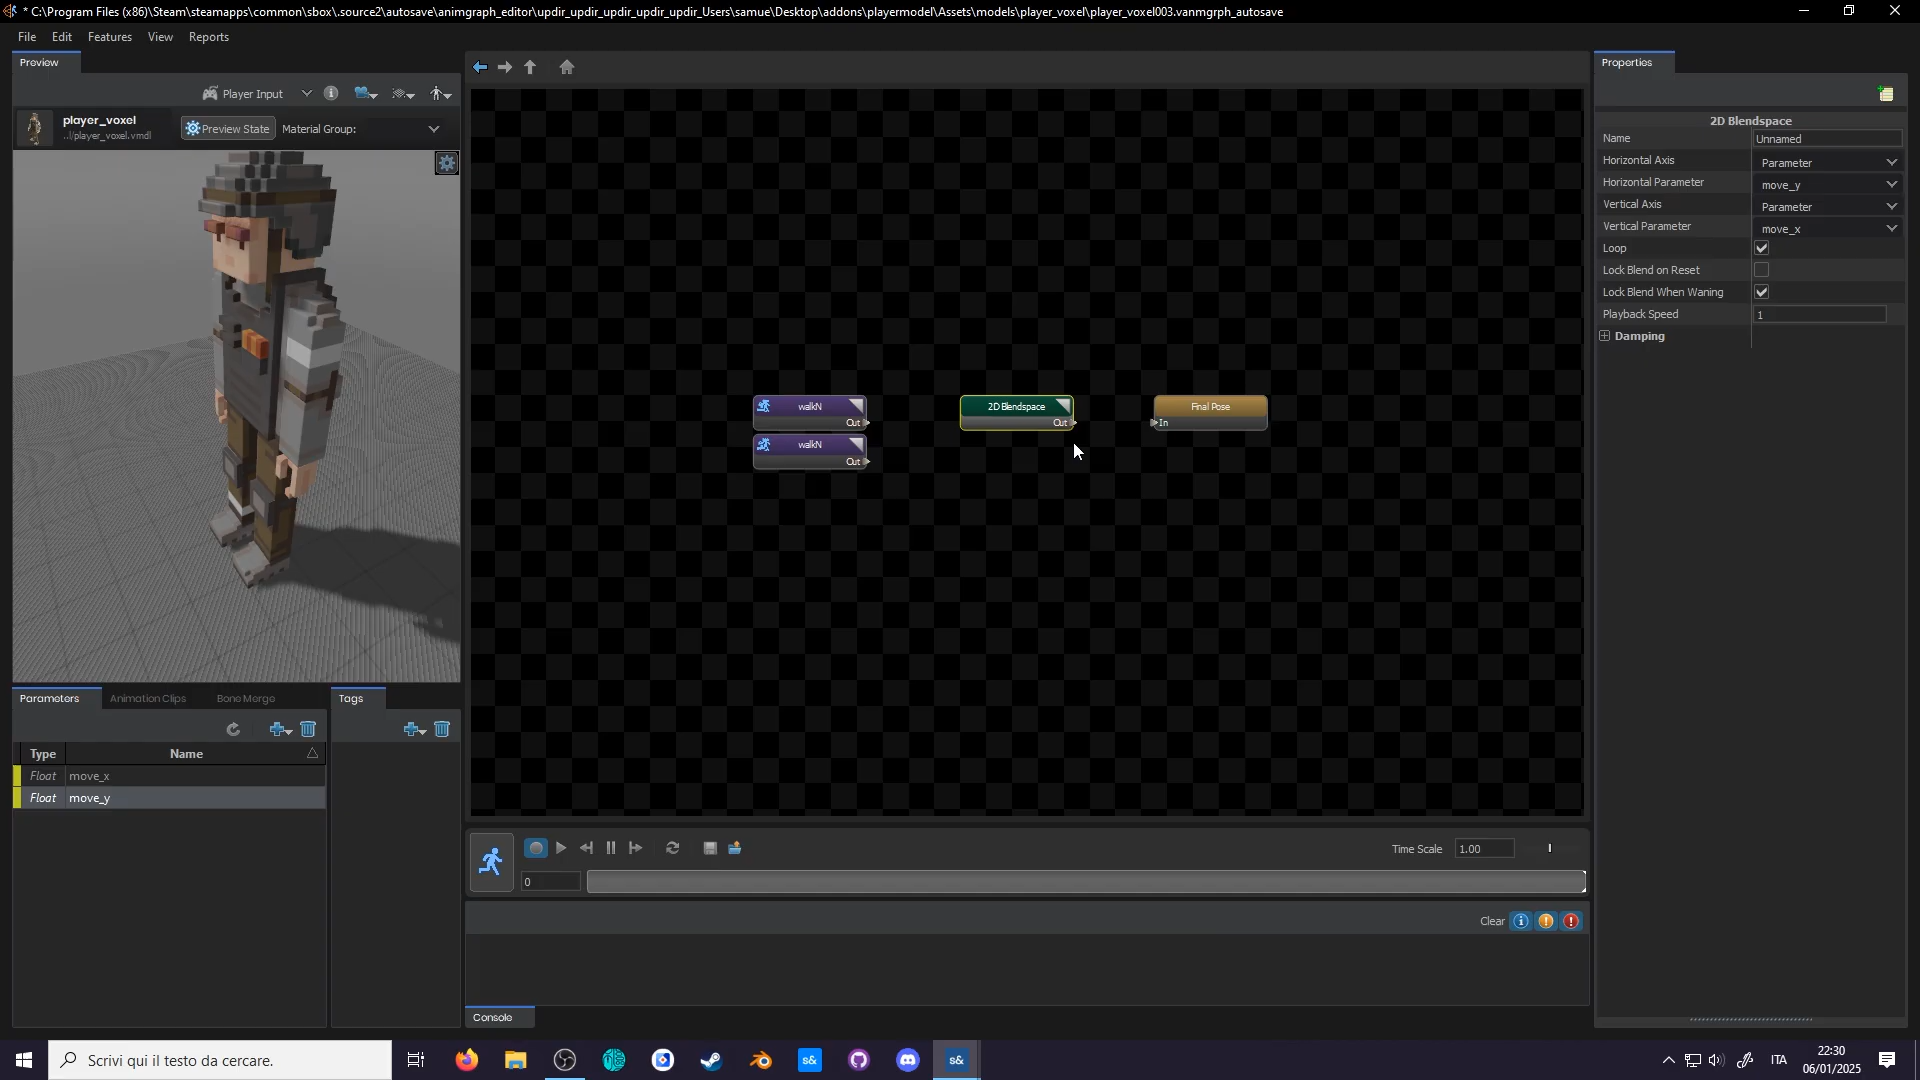 * C:\Program Files (x86)\Steam\steamapps\common\sbox\.source2\autosave\animgraph_editor\updir_updir_updir_updir_updir_Users\samue\Desktop\addons\playermodel\Assets\models\player_voxel\player_voxel003.vanmgrph_autosave
File Edit Features View Reports
Preview
Player Input
player_voxel
../player_voxel.vmdl
Preview State
Material Group:
walkN
Out
walkN
Out
2D Blendspace
Out
Final Pose
In
Properties
2D Blendspace
Name Unnamed
Horizontal Axis Parameter
Horizontal Parameter move_y
Vertical Axis Parameter
Vertical Parameter move_x
Loop
Lock Blend on Reset
Lock Blend When Waning
Playback Speed 1
Damping
Parameters Animation Clips Bone Merge
Type Name
Float move_x
Float move_y
Tags
Time Scale 1.00
0
Clear
Console
Scrivi qui il testo da cercare.
s&
s&
ITA
22:30
06/01/2025